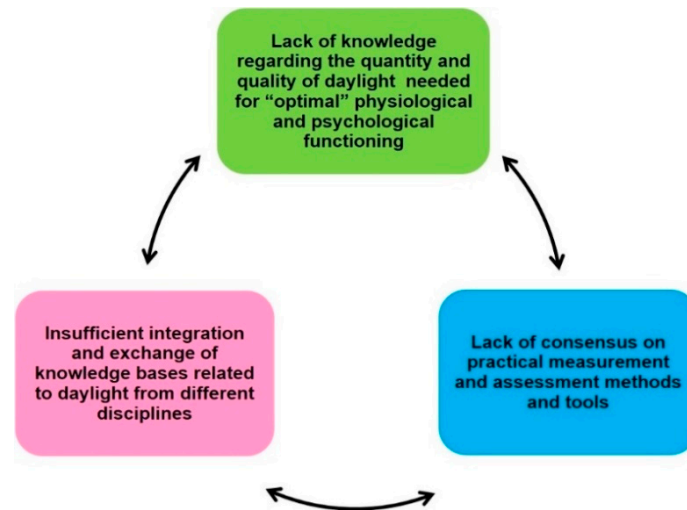 Lack of knowledge
regarding the quantity and
quality of daylight needed
for “optimal” physiological
and psychological
functioning
Insufficient integration
and exchange of
knowledge bases related
to daylight from different
disciplines
Lack of consensus on
practical measurement
and assessment methods
and tools